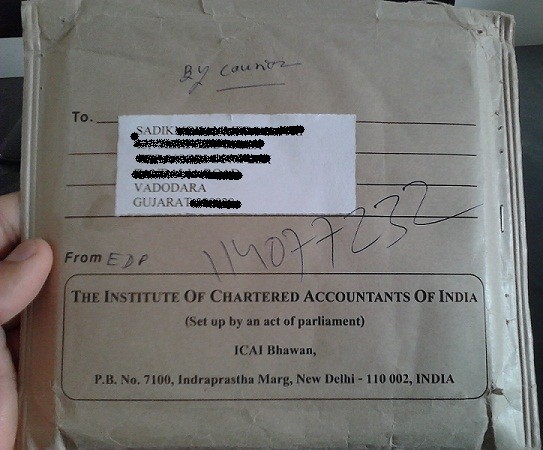 By Courier
To.
SADIK
VADODARA
GUJARAT
114077232
From EDP
THE INSTITUTE OF CHARTERED ACCOUNTANTS OF INDIA
(Set up by an act of parliament)
ICAI Bhawan,
P.B. No. 7100, Indraprastha Marg, New Delhi - 110 002, INDIA